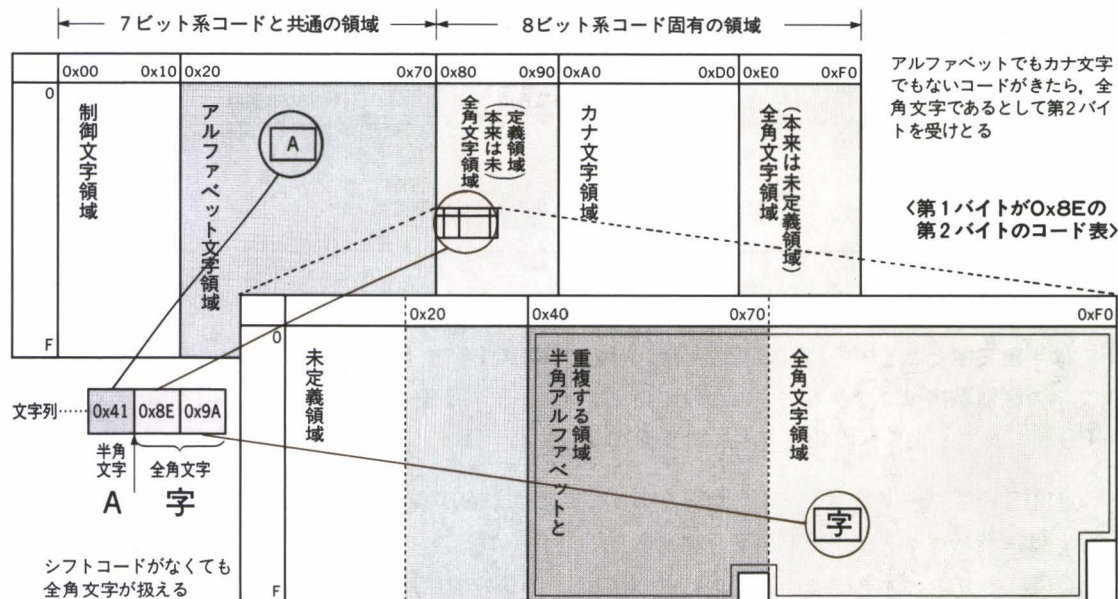 7ビット系コードと共通の領域
8ビット系コード固有の領域
0x00 0x10 0x20 0x70 0x80 0x90 0xA0 0xD0 0xE0 0xF0
0
F
制御文字領域
アルファベット文字領域
A
全角文字領域
(本来は未定義領域)
カナ文字領域
全角文字領域
(本来は未定義領域)
アルファベットでもカナ文字
でもないコードがきたら,全
角文字であるとして第2バイ
トを受けとる
〈第1バイトが0x8Eの
第2バイトのコード表〉
0x20 0x40 0x70 0xF0
0
F
未定義領域
半角アルファベットと
重複する領域
全角文字領域
字
文字列
0x41 0x8E 0x9A
半角
文字
全角文字
A 字
シフトコードがなくても
全角文字が扱える